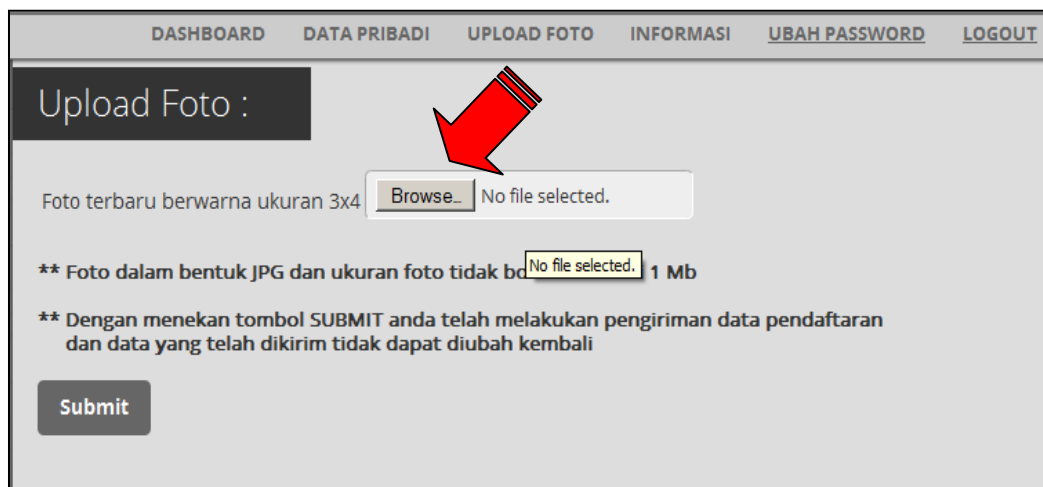 DASHBOARD DATA PRIBADI UPLOAD FOTO INFORMASI UBAH PASSWORD LOGOUT
Upload Foto :
Foto terbaru berwarna ukuran 3x4 Browse_ No file selected.
** Foto dalam bentuk JPG dan ukuran foto tidak 1 Mb
No file selected.
** Dengan menekan tombol SUBMIT anda telah melakukan pengiriman data pendaftaran
dan data yang telah dikirim tidak dapat diubah kembali
Submit